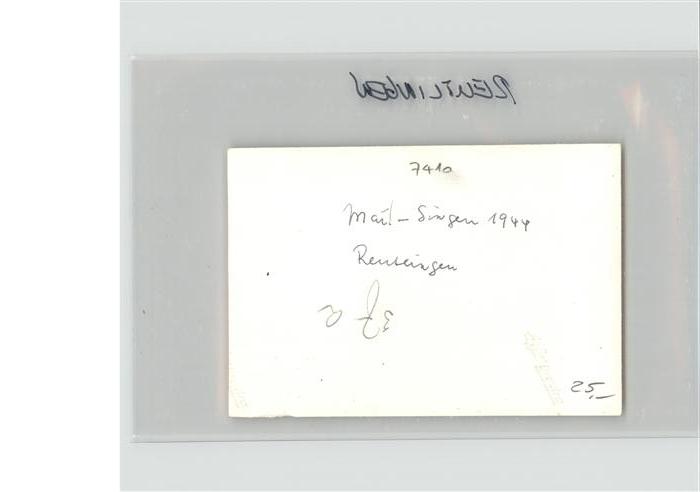 REUTLINGEN
7410
Mai-Singen 1944
Reutlingen
25,-